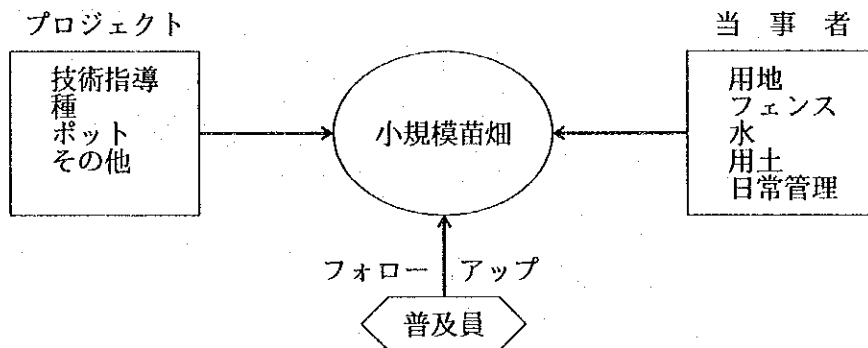 プロジェクト
技術指導
種
ポット
その他
小規模苗畑
当事者
用地
フェンス
水
用土
日常管理
フォローアップ
普及員